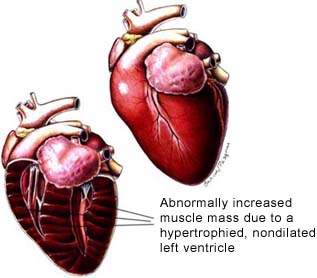 Abnormally increased
muscle mass due to a
hypertrophied, nondilated
left ventricle